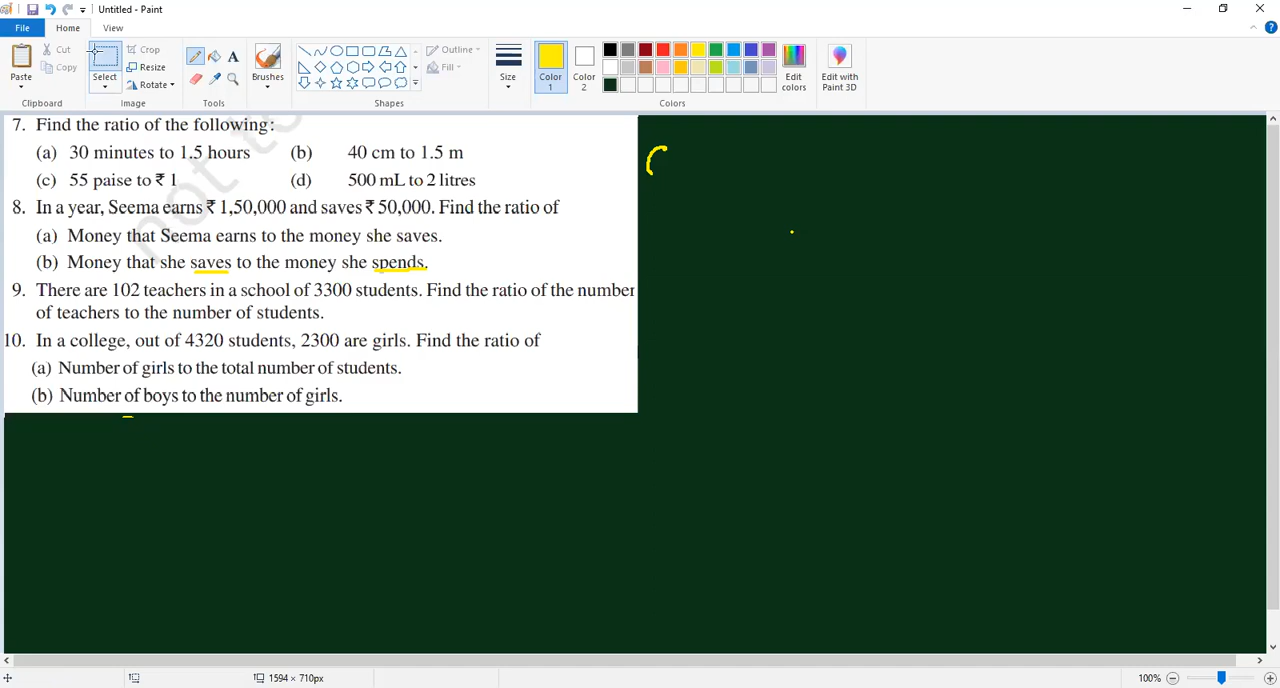 Untitled - Paint
File Home View
Paste Cut Copy Clipboard
Select Crop Resize Rotate Image
Tools A
Brushes
Shapes Outline Fill
Size
Color 1 Color 2 Edit colors Colors
Edit with Paint 3D
not to
7. Find the ratio of the following:
(a) 30 minutes to 1.5 hours (b) 40 cm to 1.5 m
(c) 55 paise to ₹ 1 (d) 500 mL to 2 litres
8. In a year, Seema earns ₹ 1,50,000 and saves ₹ 50,000. Find the ratio of
(a) Money that Seema earns to the money she saves.
(b) Money that she saves to the money she spends.
9. There are 102 teachers in a school of 3300 students. Find the ratio of the number
of teachers to the number of students.
10. In a college, out of 4320 students, 2300 are girls. Find the ratio of
(a) Number of girls to the total number of students.
(b) Number of boys to the number of girls.
(
1594 × 710px 100%